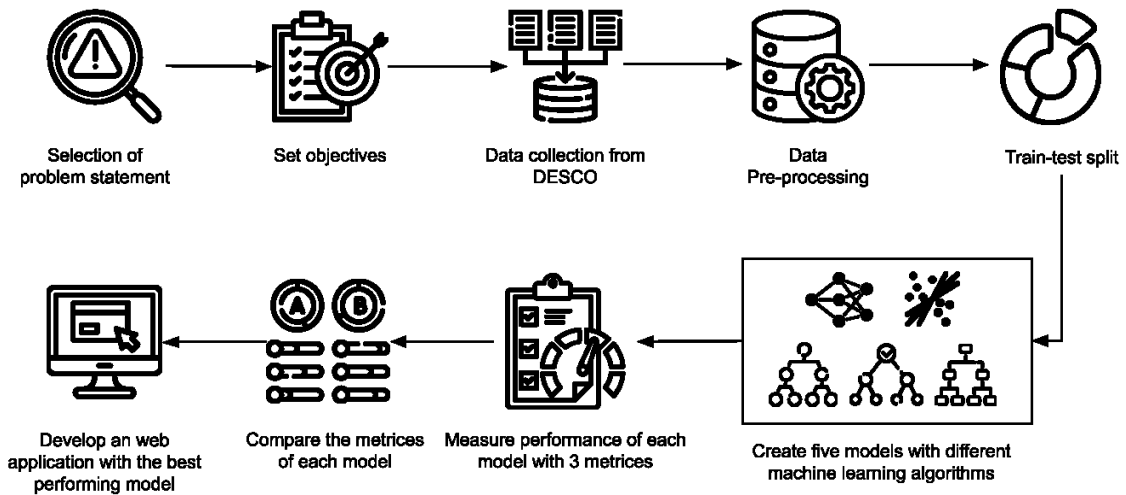 Selection of
problem statement
Set objectives
Data collection from
DESCO
Data
Pre-processing
Train-test split
Create five models with different
machine learning algorithms
Measure performance of each
model with 3 metrices
A B
Compare the metrices
of each model
Develop an web
application with the best
performing model